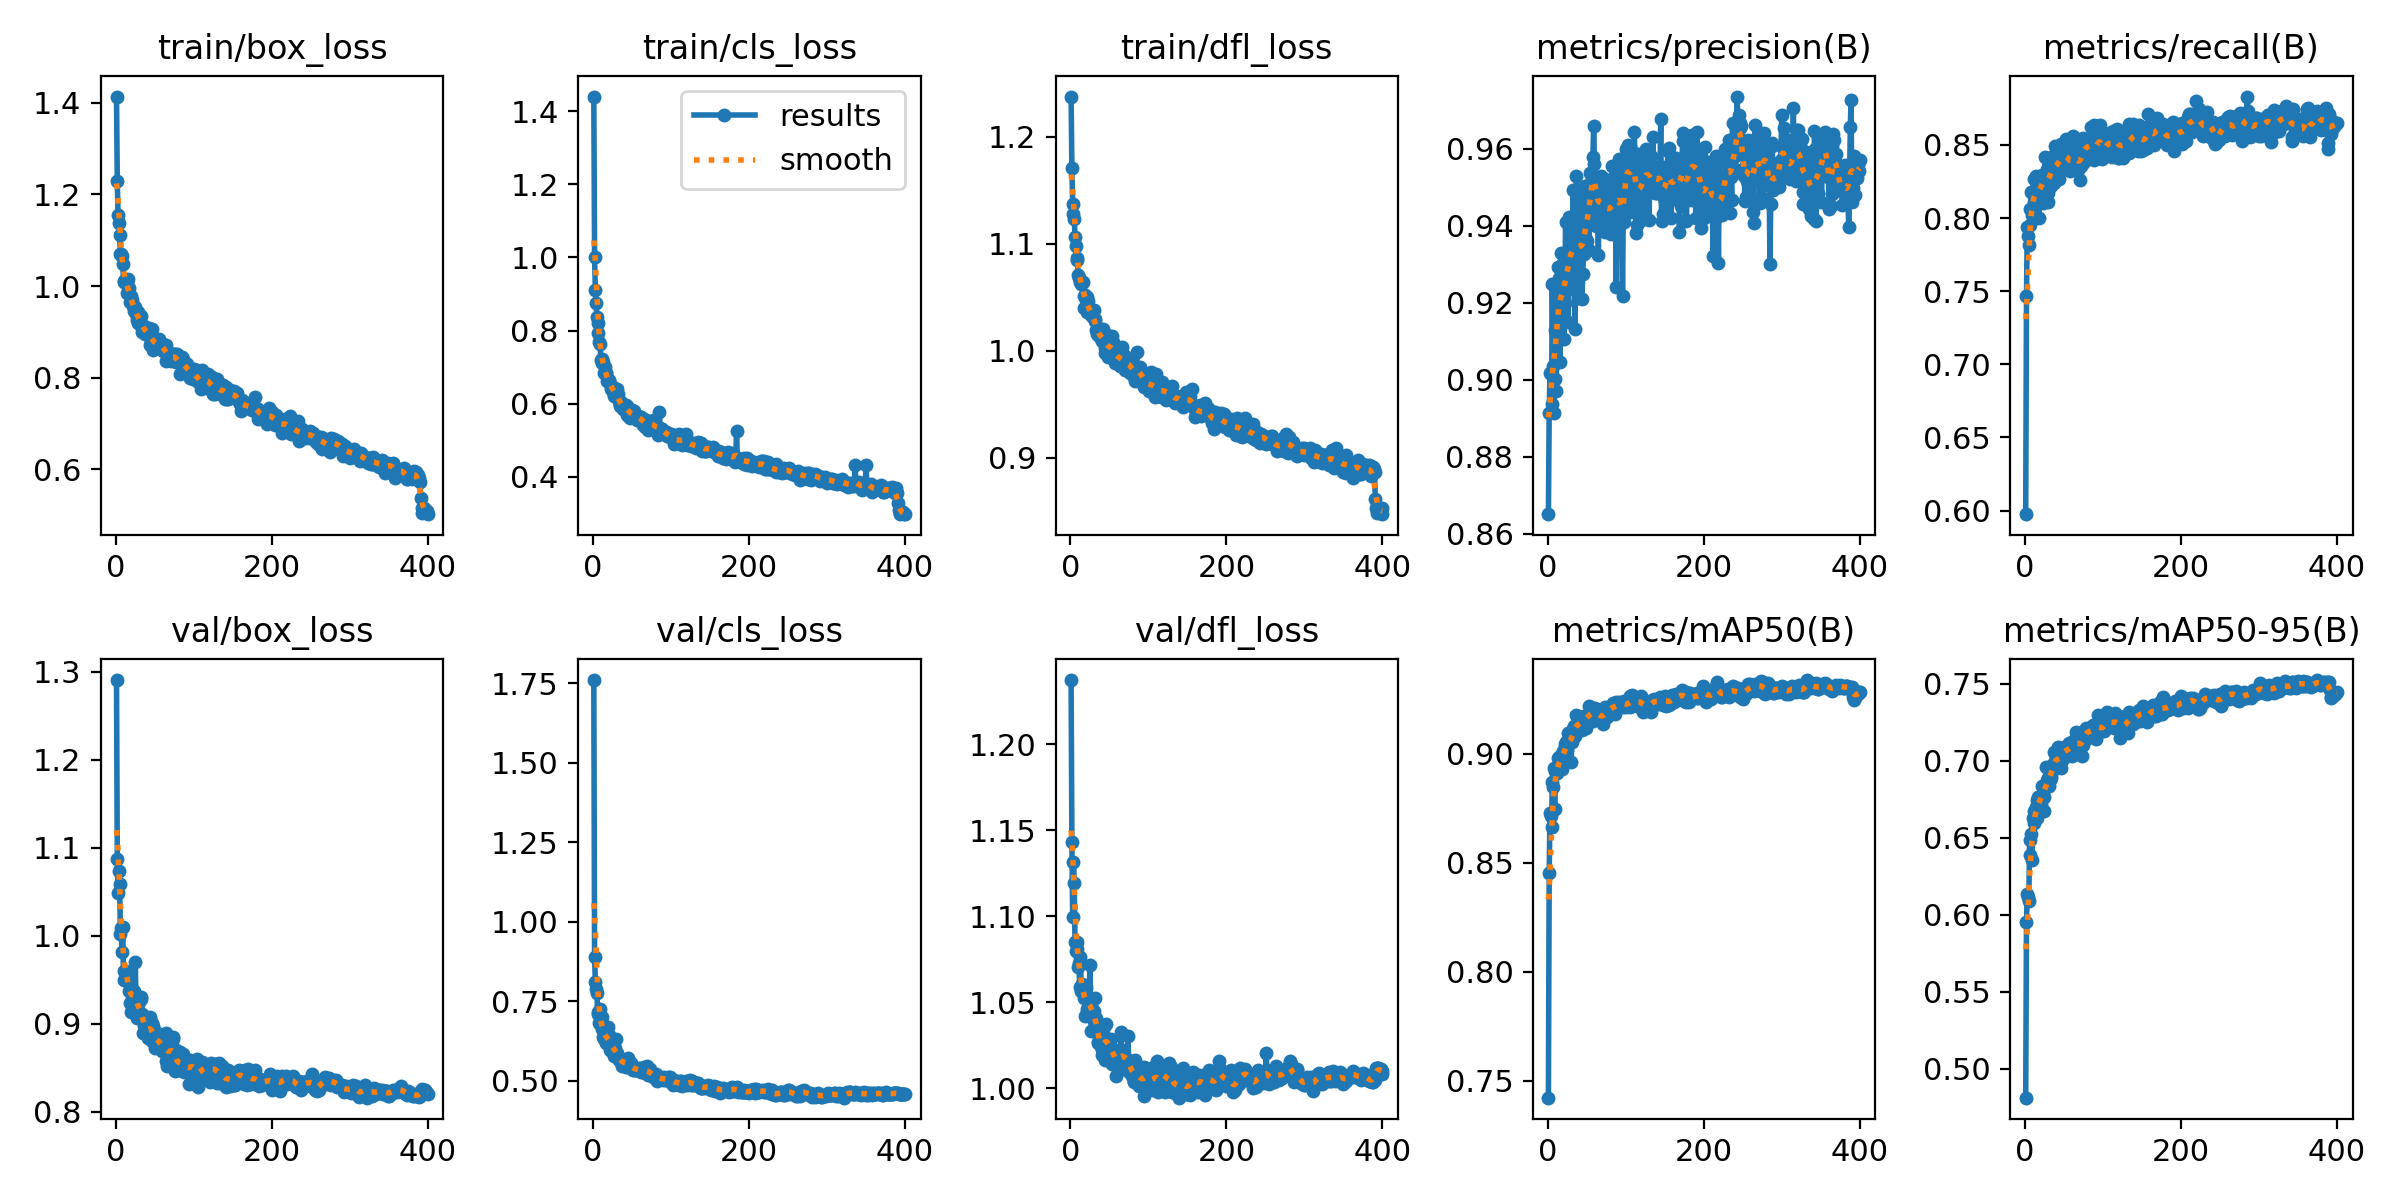 train/box_loss
1.4
1.2
1.0
0.8
0.6
0 200 400
train/cls_loss
results
smooth
1.4
1.2
1.0
0.8
0.6
0.4
0 200 400
train/dfl_loss
1.2
1.1
1.0
0.9
0 200 400
metrics/precision(B)
0.96
0.94
0.92
0.90
0.88
0.86
0 200 400
metrics/recall(B)
0.85
0.80
0.75
0.70
0.65
0.60
0 200 400
val/box_loss
1.3
1.2
1.1
1.0
0.9
0.8
0 200 400
val/cls_loss
1.75
1.50
1.25
1.00
0.75
0.50
0 200 400
val/dfl_loss
1.20
1.15
1.10
1.05
1.00
0 200 400
metrics/mAP50(B)
0.90
0.85
0.80
0.75
0 200 400
metrics/mAP50-95(B)
0.75
0.70
0.65
0.60
0.55
0.50
0 200 400